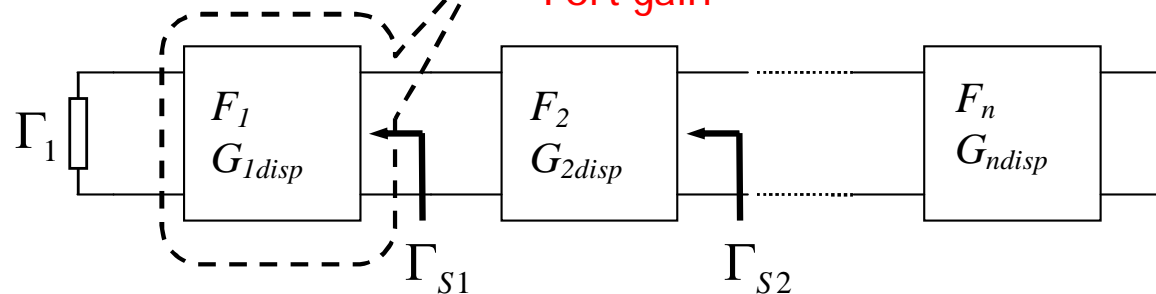 Port gain
Γ1
F1
G1disp
F2
G2disp
Fn
Gndisp
ΓS1
ΓS2